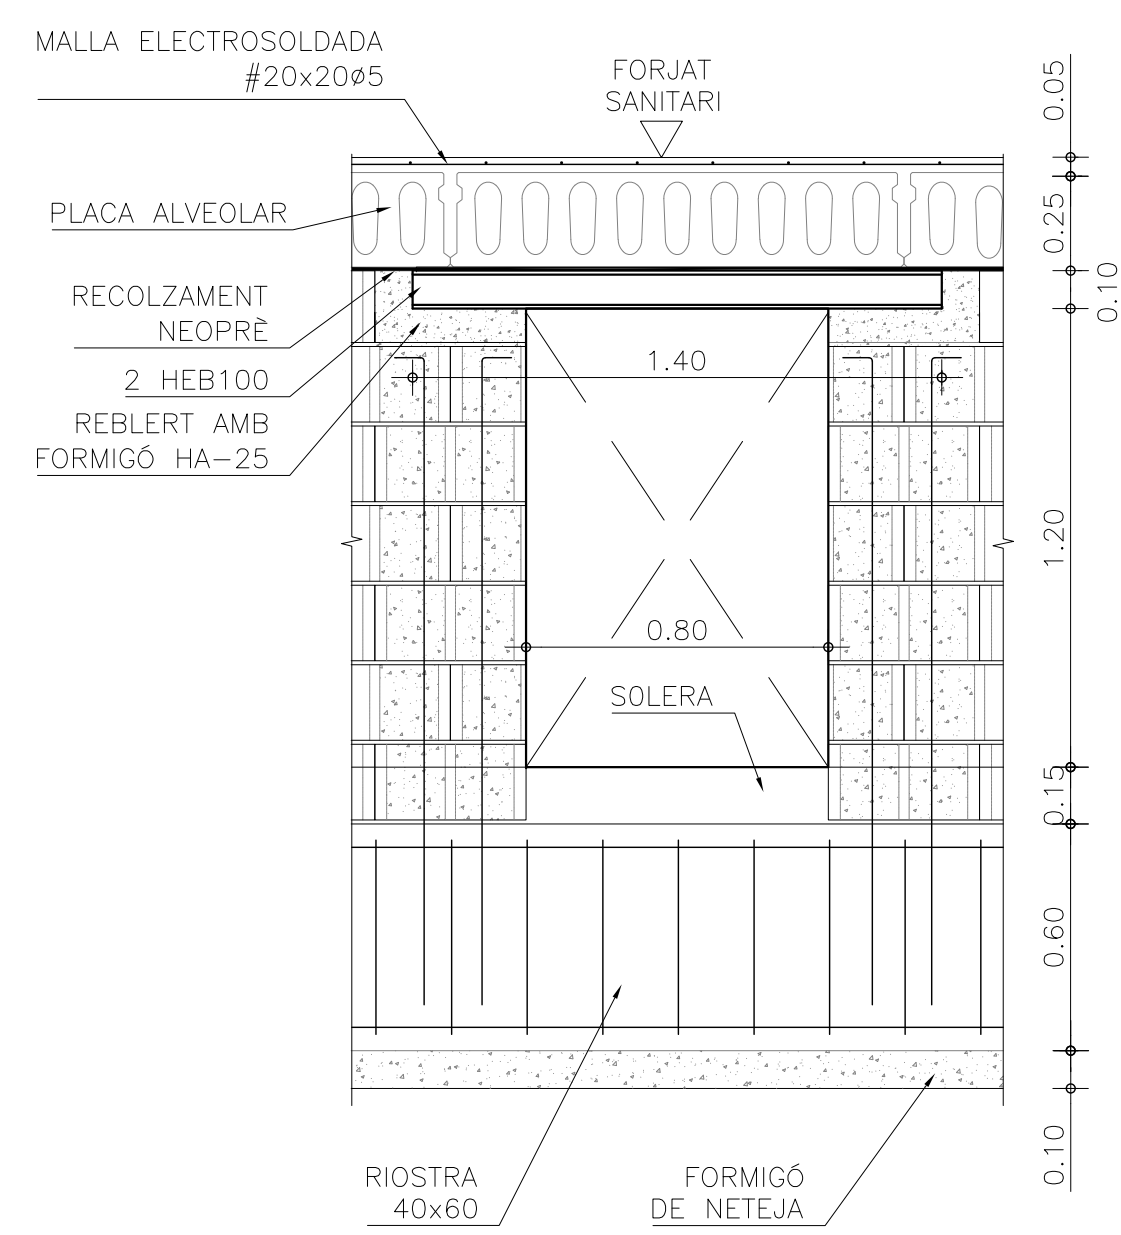 MALLA ELECTROSOLDADA
#20x20ø5
FORJAT
SANITARI
0.05
PLACA ALVEOLAR
0.25
RECOLZAMENT
NEOPRÈ
0.10
2 HEB100
1.40
REBLERT AMB
FORMIGÓ HA-25
1.20
0.80
SOLERA
0.15
0.60
0.10
RIOSTRA
40x60
FORMIGÓ
DE NETEJA